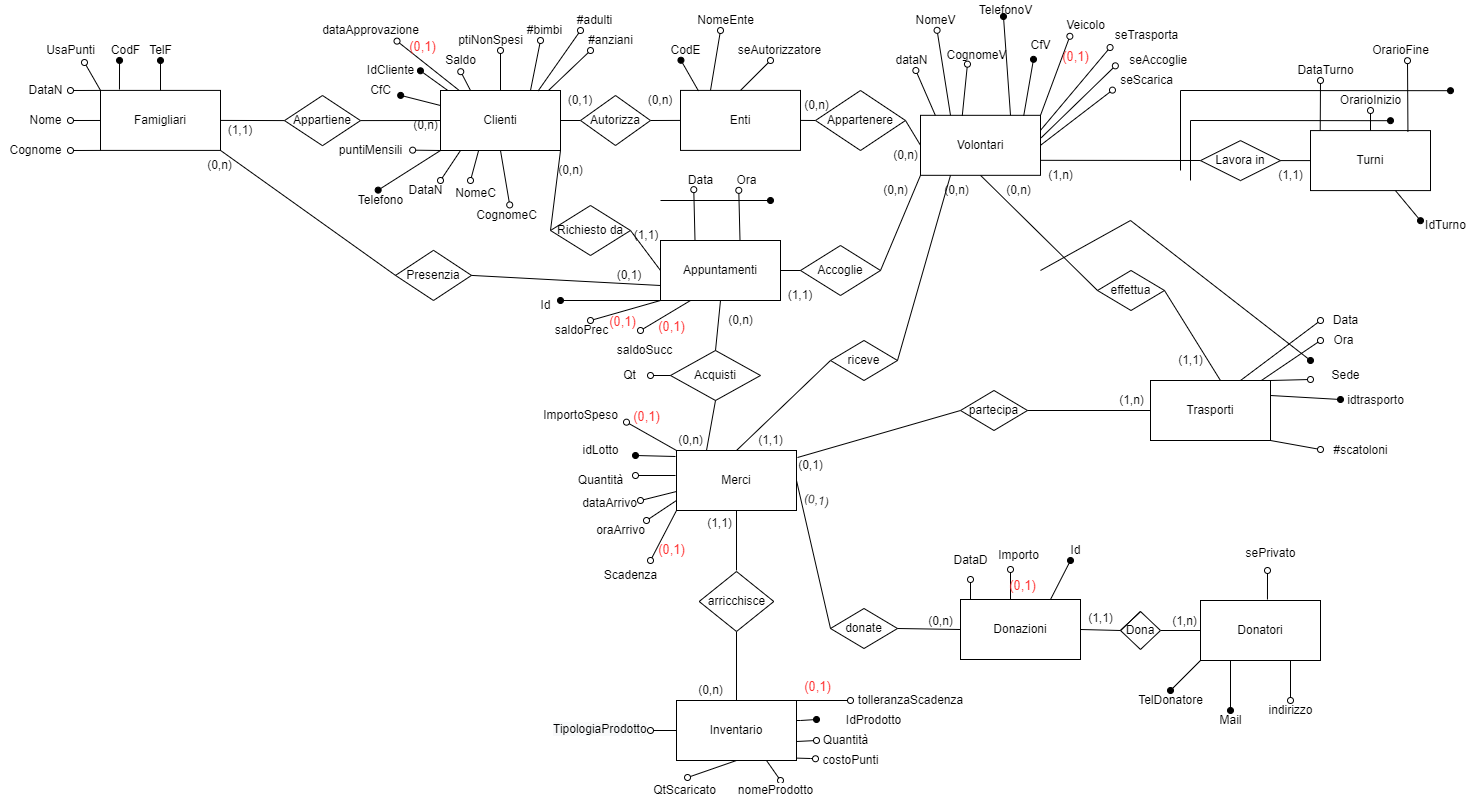 UsaPunti
CodF
TelF
DataN
Nome
Cognome
Famigliari
(1,1)
(0,n)
Appartiene
dataApprovazione
(0,1)
IdCliente
CfC
Saldo
ptiNonSpesi
#bimbi
#adulti
#anziani
Clienti
(0,n)
puntiMensili
Telefono
DataN
NomeC
CognomeC
(0,1)
(0,n)
Autorizza
(0,n)
NomeEnte
CodE
seAutorizzatore
Enti
(0,n)
Appartenere
(0,n)
NomeV
TelefonoV
Veicolo
(0,1)
dataN
CognomeV
CfV
seTrasporta
seAccoglie
seScarica
Volontari
(0,n)
(0,n)
(0,n)
(1,n)
Lavora in
(1,1)
OrarioFine
DataTurno
OrarioInizio
Turni
IdTurno
Richiesto da
(1,1)
Data
Ora
Appuntamenti
Presenzia
(0,1)
Accoglie
(1,1)
Id
saldoPrec
(0,1)
(0,1)
saldoSucc
(0,n)
Qt
Acquisti
(0,n)
riceve
(1,1)
effettua
(1,1)
Data
Ora
Sede
idtrasporto
#scatoloni
Trasporti
(1,n)
partecipa
(0,1)
ImportoSpeso
(0,1)
idLotto
Quantità
dataArrivo
oraArrivo
Scadenza
(0,1)
Merci
(1,1)
(0,1)
arricchisce
(0,n)
donate
(0,n)
DataD
Importo
(0,1)
Id
Donazioni
(1,1)
Dona
(1,n)
sePrivato
Donatori
TelDonatore
Mail
indirizzo
(0,1)
tolleranzaScadenza
IdProdotto
Quantità
costoPunti
TipologiaProdotto
Inventario
QtScaricato
nomeProdotto